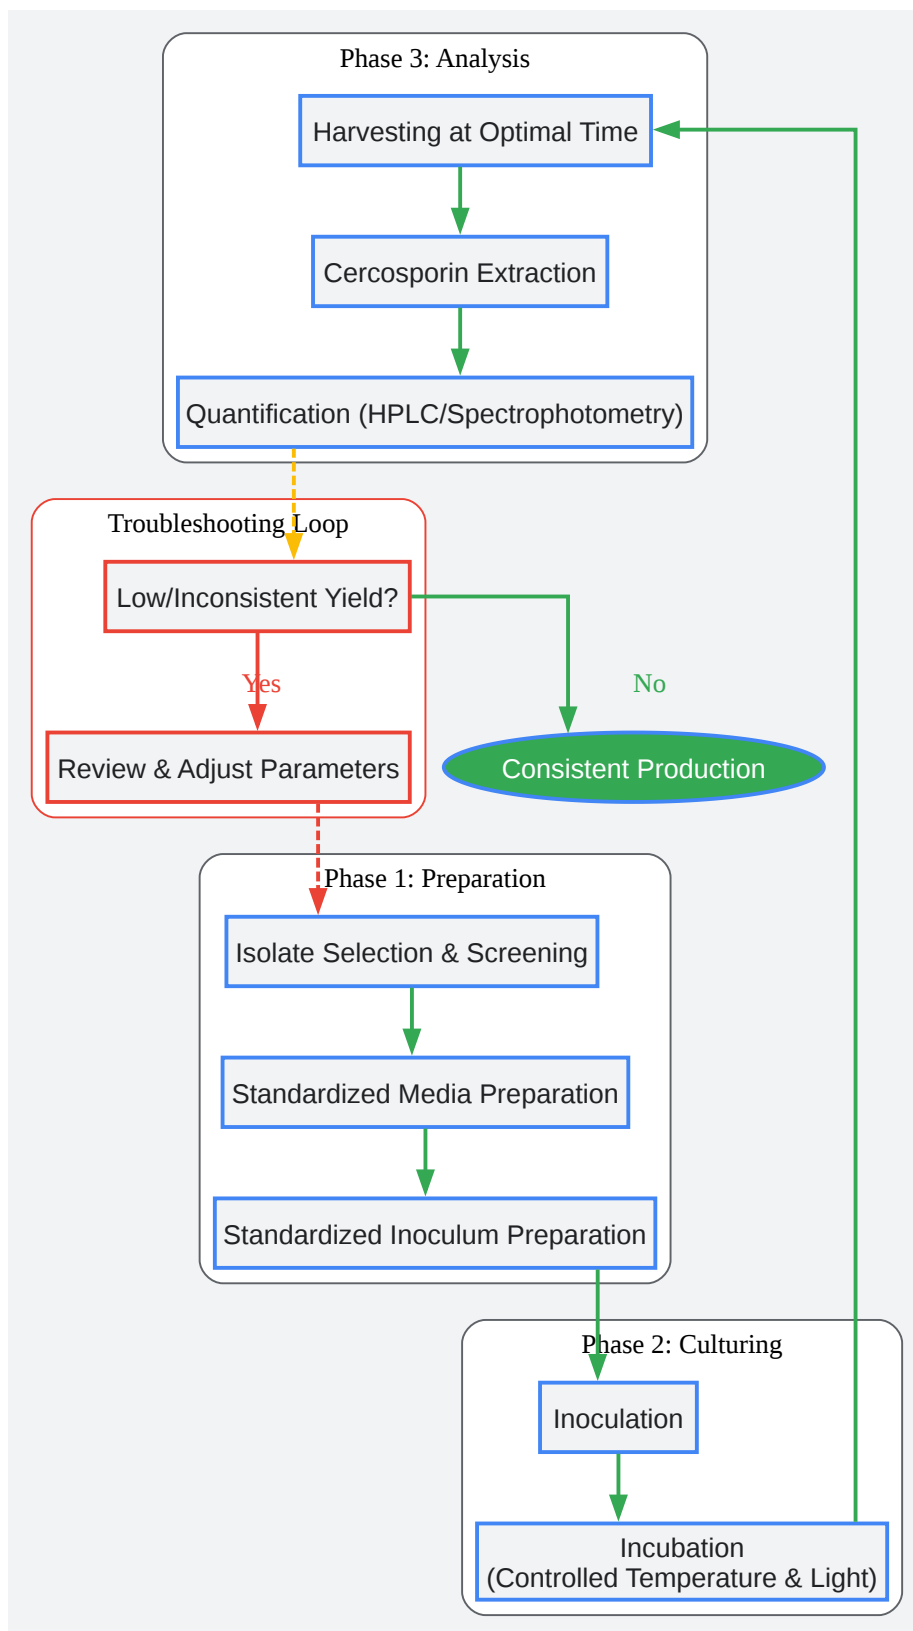 Phase 3: Analysis
Harvesting at Optimal Time
Cercosporin Extraction
Quantification (HPLC/Spectrophotometry)
Troubleshooting Loop
Low/Inconsistent Yield?
Yes
No
Review & Adjust Parameters
Consistent Production
Phase 1: Preparation
Isolate Selection & Screening
Standardized Media Preparation
Standardized Inoculum Preparation
Phase 2: Culturing
Inoculation
Incubation
(Controlled Temperature & Light)